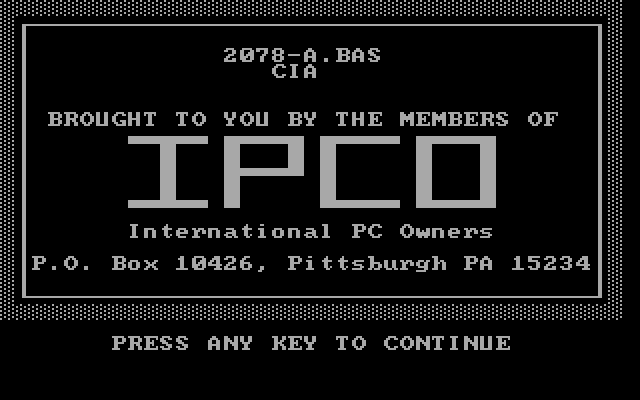 2078-A.BAS
CIA
BROUGHT TO YOU BY THE MEMBERS OF
IPCO
International PC Owners
P.O. Box 10426, Pittsburgh PA 15234
PRESS ANY KEY TO CONTINUE